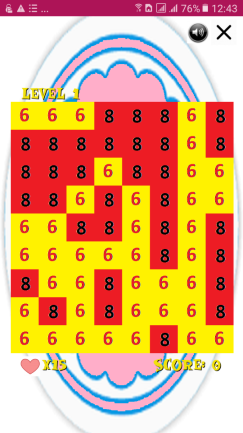 76% 12:43
LEVEL 1
6 6 6 8 8 8 6 8
8 8 8 8 8 8 6 8
8 8 8 6 8 8 6 6
8 8 6 8 6 8 6 6
6 6 8 8 6 8 6 8
6 6 6 6 6 8 6 8
8 6 6 8 6 6 6 8
6 8 6 8 6 6 6 8
6 6 6 6 6 8 6 6
X15 SCORE: 0